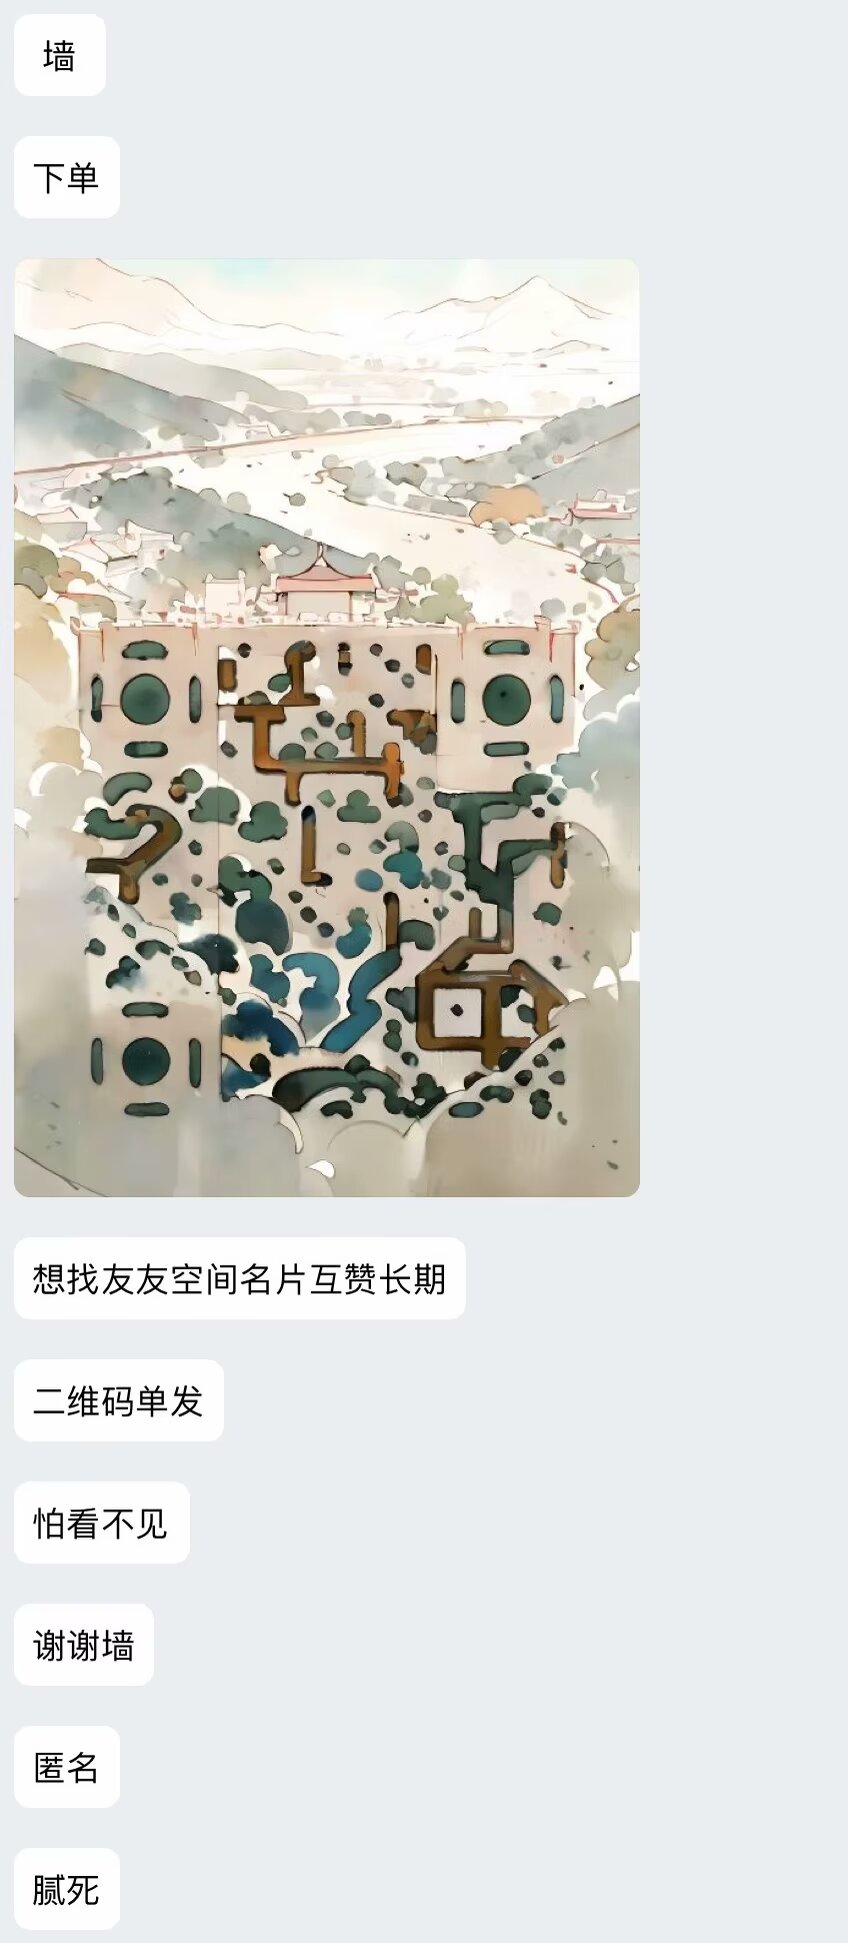 墙
下单
想找友友空间名片互赞长期
二维码单发
怕看不见
谢谢墙
匿名
腻死